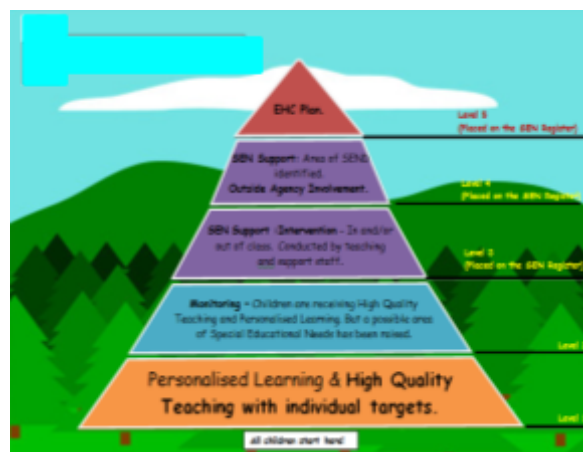 EHC Plan.
Level 5
(Placed on the SEN Register)
SEN Support: Area of SEND
identified.
Outside Agency Involvement.
Level 4
(Placed on the SEN Register)
SEN Support :Intervention - In and/or
out of class. Conducted by teaching
and support staff.
Level 3
(Placed on the SEN Register)
Monitoring – Children are receiving High Quality
Teaching and Personalised Learning. But a possible area
of Special Educational Needs has been raised.
Level
Personalised Learning & High Quality
Teaching with individual targets.
Level
All children start here!